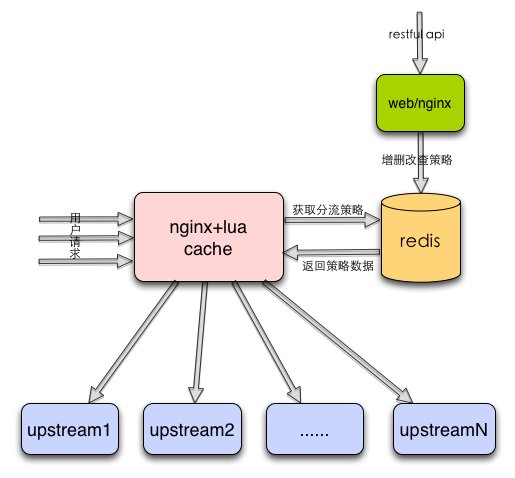 restful api
web/nginx
增删改查策略
用户请求
nginx+lua
cache
获取分流策略
redis
返回策略数据
upstream1
upstream2
......
upstreamN